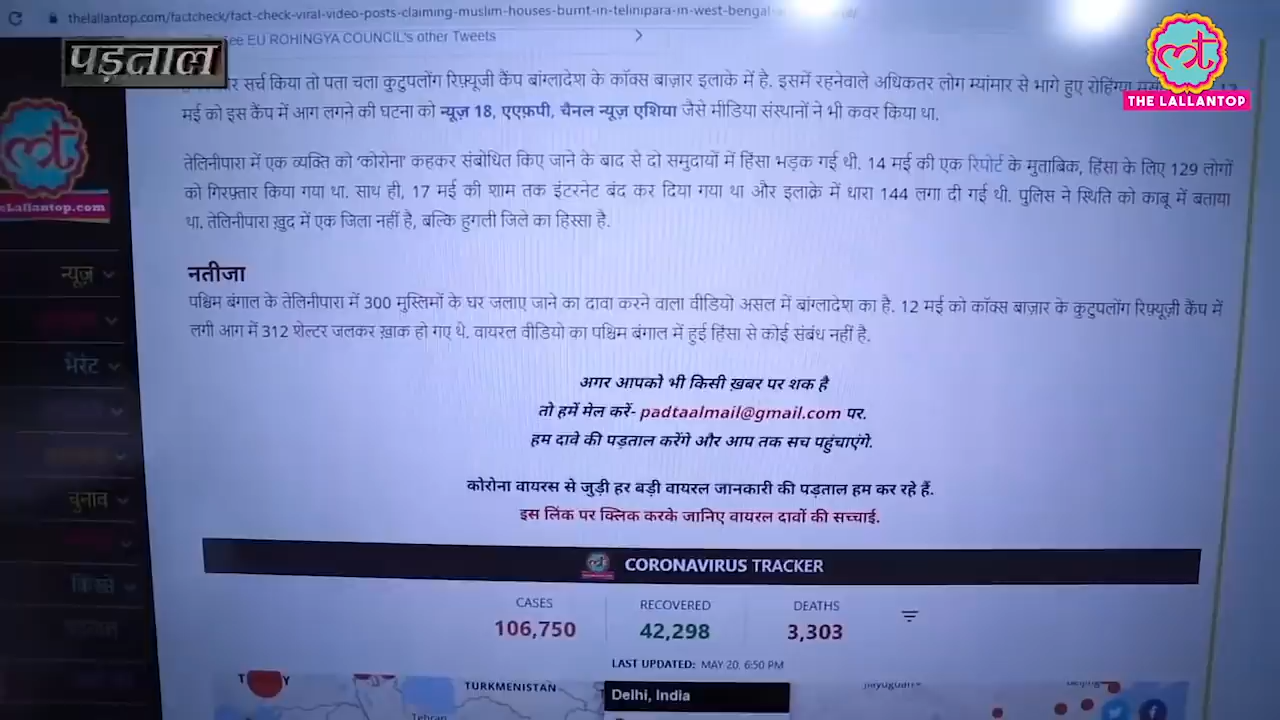 thelallantop.com/factcheck/fact-check-viral-video-posts-claiming-muslim-houses-burnt-in-telinipara-in-west-bengal
पड़ताल
See EU ROHINGYA COUNCIL's other Tweets
THE LALLANTOP
सर्च किया तो पता चला कुटुपलोंग रिफ़्यूजी कैंप बांग्लादेश के कॉक्स बाज़ार इलाके में है. इसमें रहनेवाले अधिकतर लोग म्यांमार से भागे हुए रोहिंग्या
मई को इस कैंप में आग लगने की घटना को न्यूज़ 18, एएफ़पी, चैनल न्यूज़ एशिया जैसे मीडिया संस्थानों ने भी कवर किया था.
तेलिनीपारा में एक व्यक्ति को 'कोरोना' कहकर संबोधित किए जाने के बाद से दो समुदायों में हिंसा भड़क गई थी. 14 मई की एक रिपोर्ट के मुताबिक, हिंसा के लिए 129 लोगों
को गिरफ़्तार किया गया था. साथ ही, 17 मई की शाम तक इंटरनेट बंद कर दिया गया था और इलाक़े में धारा 144 लगा दी गई थी. पुलिस ने स्थिति को काबू में बताया
था. तेलिनीपारा ख़ुद में एक जिला नहीं है, बल्कि हुगली जिले का हिस्सा है.
Lallantop.com
न्यूज़
नतीजा
पश्चिम बंगाल के तेलिनीपारा में 300 मुस्लिमों के घर जलाए जाने का दावा करने वाला वीडियो असल में बांग्लादेश का है. 12 मई को कॉक्स बाज़ार के कुटुपलोंग रिफ़्यूज़ी कैंप में
लगी आग में 312 शेल्टर जलकर ख़ाक हो गए थे. वायरल वीडियो का पश्चिम बंगाल में हुई हिंसा से कोई संबंध नहीं है.
भेरंट
अगर आपको भी किसी ख़बर पर शक है
तो हमें मेल करें- padtaalmail@gmail.com पर.
हम दावे की पड़ताल करेंगे और आप तक सच पहुंचाएंगे.
चुनाव
कोरोना वायरस से जुड़ी हर बड़ी वायरल जानकारी की पड़ताल हम कर रहे हैं.
इस लिंक पर क्लिक करके जानिए वायरल दावों की सच्चाई.
CORONAVIRUS TRACKER
किस्से
CASES RECOVERED DEATHS
106,750 42,298 3,303
LAST UPDATED: MAY 20, 6:50 PM
TURKMENISTAN
Delhi, India
Tehran